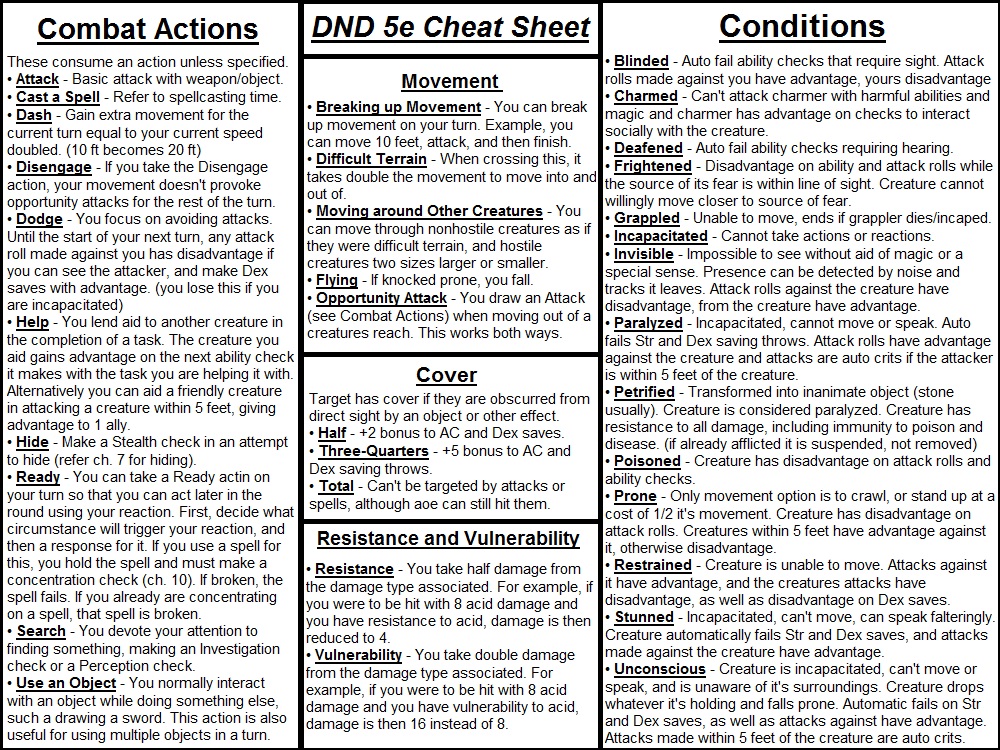 Combat Actions
These consume an action unless specified.
• Attack - Basic attack with weapon/object.
• Cast a Spell - Refer to spellcasting time.
• Dash - Gain extra movement for the
current turn equal to your current speed
doubled. (10 ft becomes 20 ft)
• Disengage - If you take the Disengage
action, your movement doesn't provoke
opportunity attacks for the rest of the turn.
• Dodge - You focus on avoiding attacks.
Until the start of your next turn, any attack
roll made against you has disadvantage if
you can see the attacker, and make Dex
saves with advantage. (you lose this if you
are incapacitated)
• Help - You lend aid to another creature in
the completion of a task. The creature you
aid gains advantage on the next ability check
it makes with the task you are helping it with.
Alternatively you can aid a friendly creature
in attacking a creature within 5 feet, giving
advantage to 1 ally.
• Hide - Make a Stealth check in an attempt
to hide (refer ch. 7 for hiding).
• Ready - You can take a Ready actin on
your turn so that you can act later in the
round using your reaction. First, decide what
circumstance will trigger your reaction, and
then a response for it. If you use a spell for
this, you hold the spell and must make a
concentration check (ch. 10). If broken, the
spell fails. If you already are concentrating
on a spell, that spell is broken.
• Search - You devote your attention to
finding something, making an Investigation
check or a Perception check.
• Use an Object - You normally interact
with an object while doing something else,
such a drawing a sword. This action is also
useful for using multiple objects in a turn.
DND 5e Cheat Sheet
Movement
• Breaking up Movement - You can break
up movement on your turn. Example, you
can move 10 feet, attack, and then finish.
• Difficult Terrain - When crossing this, it
takes double the movement to move into and
out of.
• Moving around Other Creatures - You
can move through nonhostile creatures as if
they were difficult terrain, and hostile
creatures two sizes larger or smaller.
• Flying - If knocked prone, you fall.
• Opportunity Attack - You draw an Attack
(see Combat Actions) when moving out of a
creatures reach. This works both ways.
Cover
Target has cover if they are obscurred from
direct sight by an object or other effect.
• Half - +2 bonus to AC and Dex saves.
• Three-Quarters - +5 bonus to AC and
Dex saving throws.
• Total - Can't be targeted by attacks or
spells, although aoe can still hit them.
Resistance and Vulnerability
• Resistance - You take half damage from
the damage type associated. For example, if
you were to be hit with 8 acid damage and
you have resistance to acid, damage is then
reduced to 4.
• Vulnerability - You take double damage
from the damage type associated. For
example, if you were to be hit with 8 acid
damage and you have vulnerability to acid,
damage is then 16 instead of 8.
Conditions
• Blinded - Auto fail ability checks that require sight. Attack
rolls made against you have advantage, yours disadvantage
• Charmed - Can't attack charmer with harmful abilities and
magic and charmer has advantage on checks to interact
socially with the creature.
• Deafened - Auto fail ability checks requiring hearing.
• Frightened - Disadvantage on ability and attack rolls while
the source of its fear is within line of sight. Creature cannot
willingly move closer to source of fear.
• Grappled - Unable to move, ends if grappler dies/incaped.
• Incapacitated - Cannot take actions or reactions.
• Invisible - Impossible to see without aid of magic or a
special sense. Presence can be detected by noise and
tracks it leaves. Attack rolls against the creature have
disadvantage, from the creature have advantage.
• Paralyzed - Incapacitated, cannot move or speak. Auto
fails Str and Dex saving throws. Attack rolls have advantage
against the creature and attacks are auto crits if the attacker
is within 5 feet of the creature.
• Petrified - Transformed into inanimate object (stone
usually). Creature is considered paralyzed. Creature has
resistance to all damage, including immunity to poison and
disease. (if already afflicted it is suspended, not removed)
• Poisoned - Creature has disadvantage on attack rolls and
ability checks.
• Prone - Only movement option is to crawl, or stand up at a
cost of 1/2 it's movement. Creature has disadvantage on
attack rolls. Creatures within 5 feet have advantage against
it, otherwise disadvantage.
• Restrained - Creature is unable to move. Attacks against
it have advantage, and the creatures attacks have
disadvantage, as well as disadvantage on Dex saves.
• Stunned - Incapacitated, can't move, can speak falteringly.
Creature automatically fails Str and Dex saves, and attacks
made against the creature have advantage.
• Unconscious - Creature is incapacitated, can't move or
speak, and is unaware of it's surroundings. Creature drops
whatever it's holding and falls prone. Automatic fails on Str
and Dex saves, as well as attacks against have advantage.
Attacks made within 5 feet of the creature are auto crits.